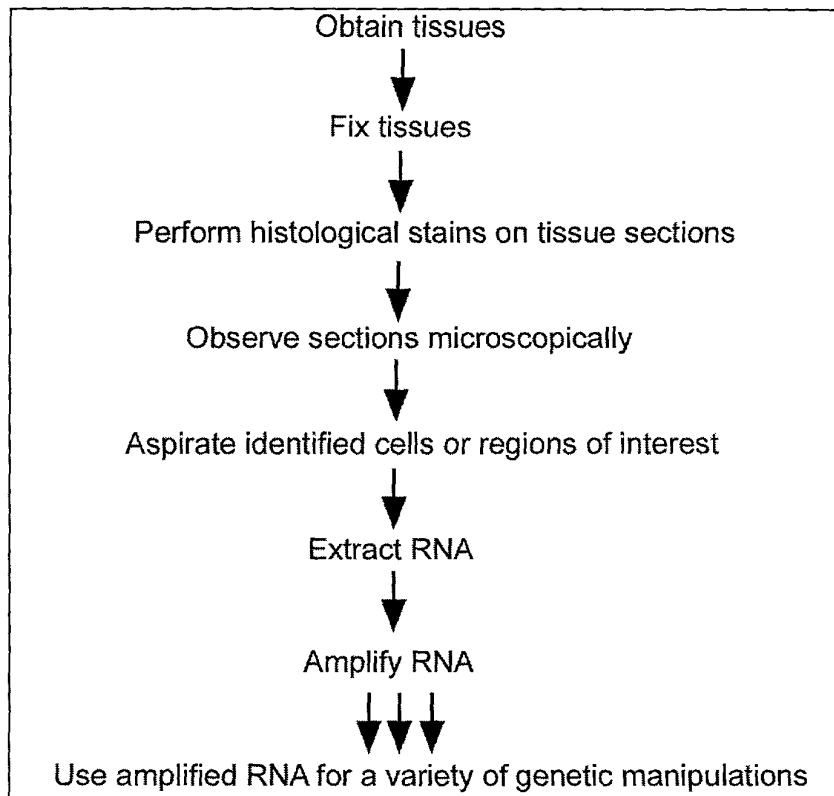 Obtain tissues
Fix tissues
Perform histological stains on tissue sections
Observe sections microscopically
Aspirate identified cells or regions of interest
Extract RNA
Amplify RNA
Use amplified RNA for a variety of genetic manipulations